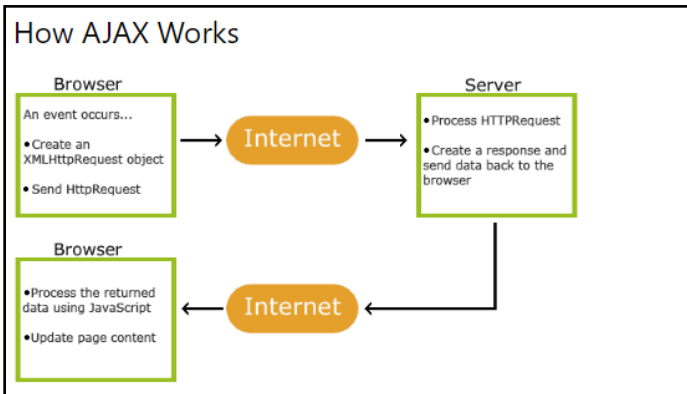 How AJAX Works
Browser
An event occurs...
•Create an
XMLHttpRequest object
• Send HttpRequest
Internet
Server
•Process HTTPRequest
•Create a response and
send data back to the
browser
Browser
•Process the returned
data using JavaScript
•Update page content
Internet